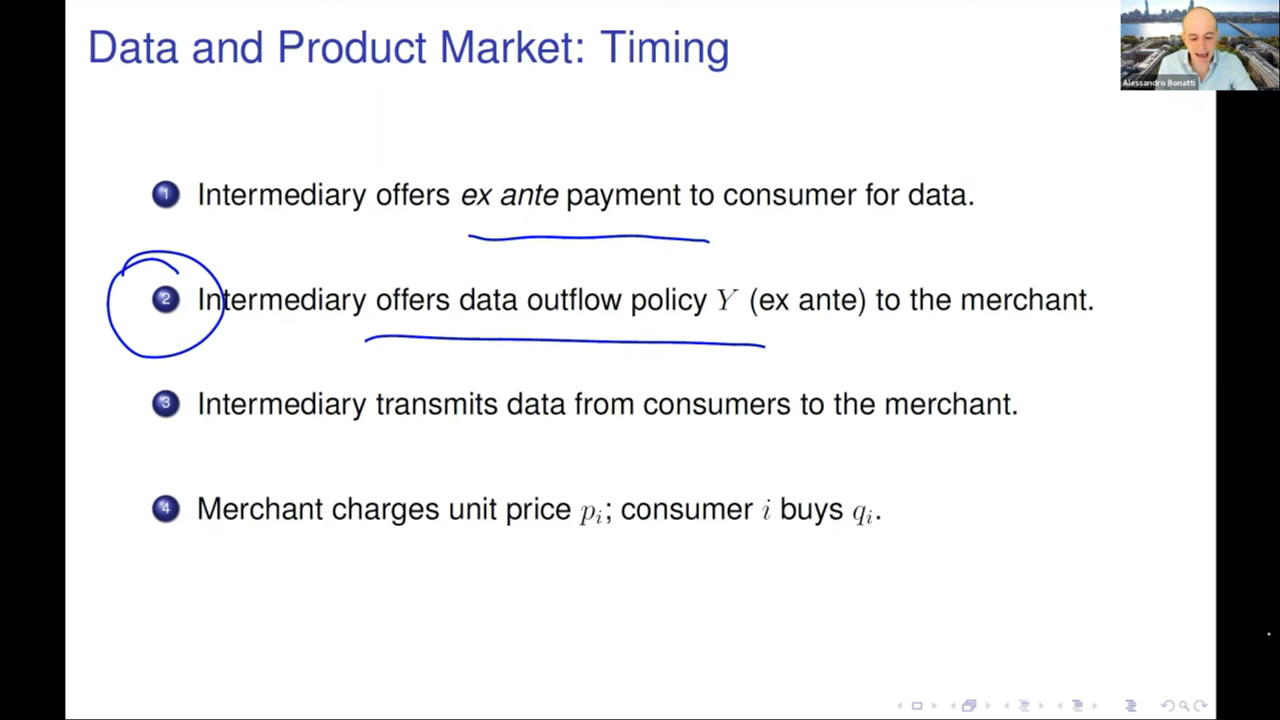 Data and Product Market: Timing
Alessandro Bonatti
1 Intermediary offers ex ante payment to consumer for data.
2 Intermediary offers data outflow policy Y (ex ante) to the merchant.
3 Intermediary transmits data from consumers to the merchant.
4 Merchant charges unit price pᵢ; consumer i buys qᵢ.